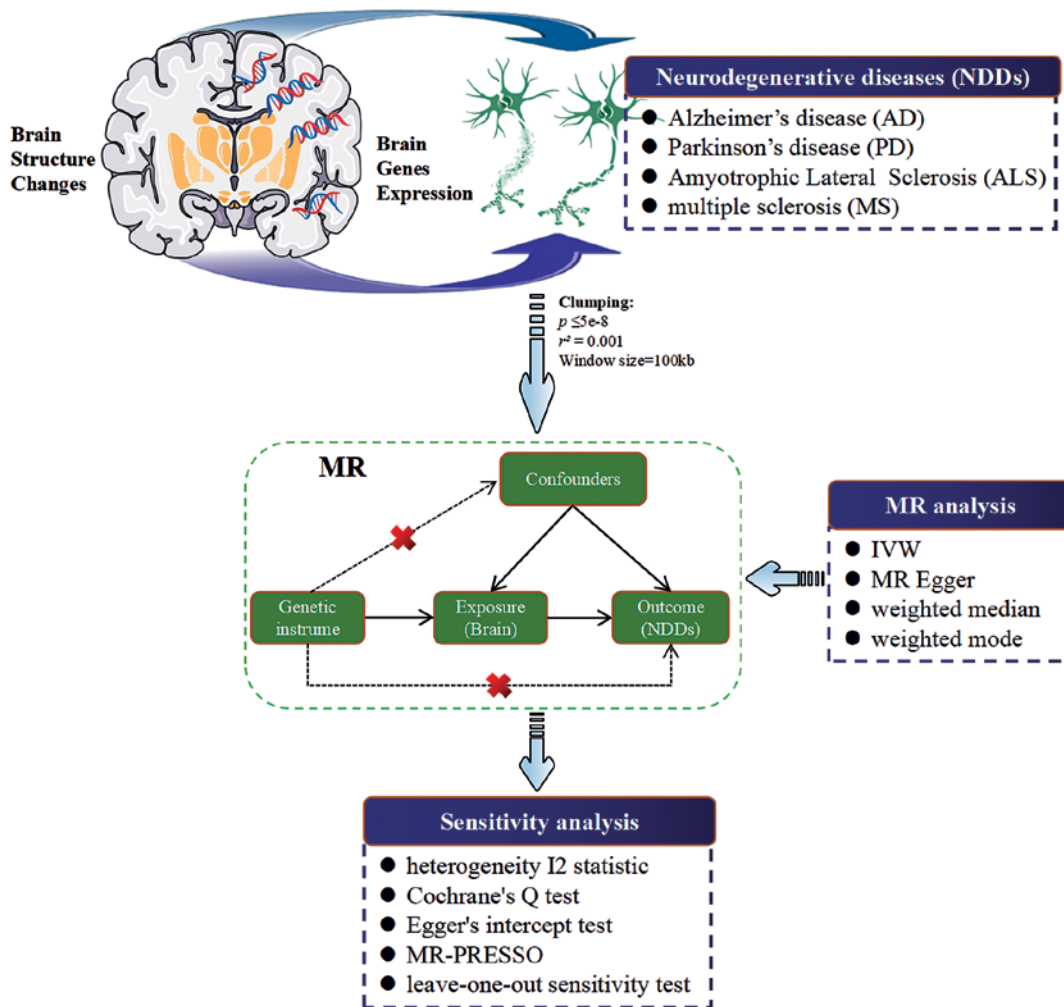 Brain
Structure
Changes
Brain
Genes
Expression
Neurodegenerative diseases (NDDs)
● Alzheimer’s disease (AD)
● Parkinson’s disease (PD)
● Amyotrophic Lateral Sclerosis (ALS)
● multiple sclerosis (MS)
Clumping:
p ≤5e-8
r² = 0.001
Window size=100kb
MR
Confounders
Genetic
instrume
Exposure
(Brain)
Outcome
(NDDs)
MR analysis
● IVW
● MR Egger
● weighted median
● weighted mode
Sensitivity analysis
● heterogeneity I2 statistic
● Cochrane's Q test
● Egger's intercept test
● MR-PRESSO
● leave-one-out sensitivity test